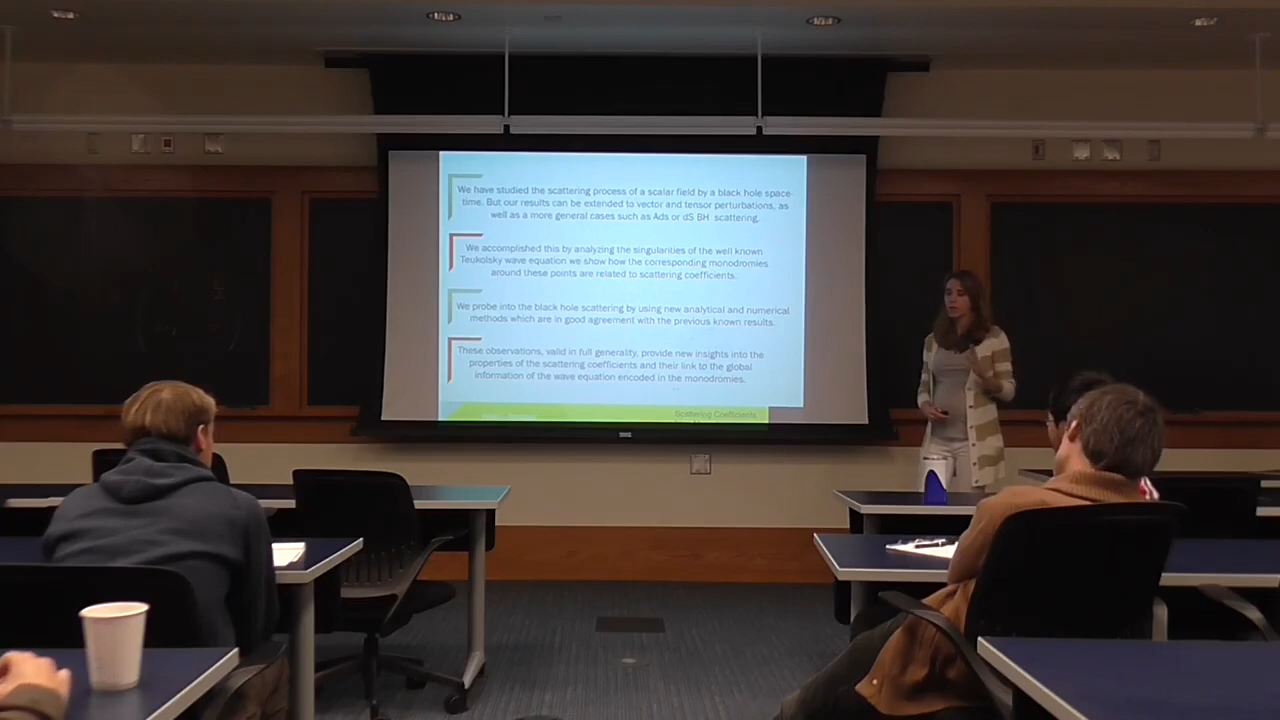 We have studied the scattering process of a scalar field by a black hole space-
time. But our results can be extended to vector and tensor perturbations, as
well as a more general cases such as Ads or dS BH scattering.
We accomplished this by analyzing the singularities of the well known
Teukolsky wave equation we show how the corresponding monodromies
around these points are related to scattering coefficients.
We probe into the black hole scattering by using new analytical and numerical
methods which are in good agreement with the previous known results.
These observations, valid in full generality, provide new insights into the
properties of the scattering coefficients and their link to the global
information of the wave equation encoded in the monodromies.
Scattering Coefficients